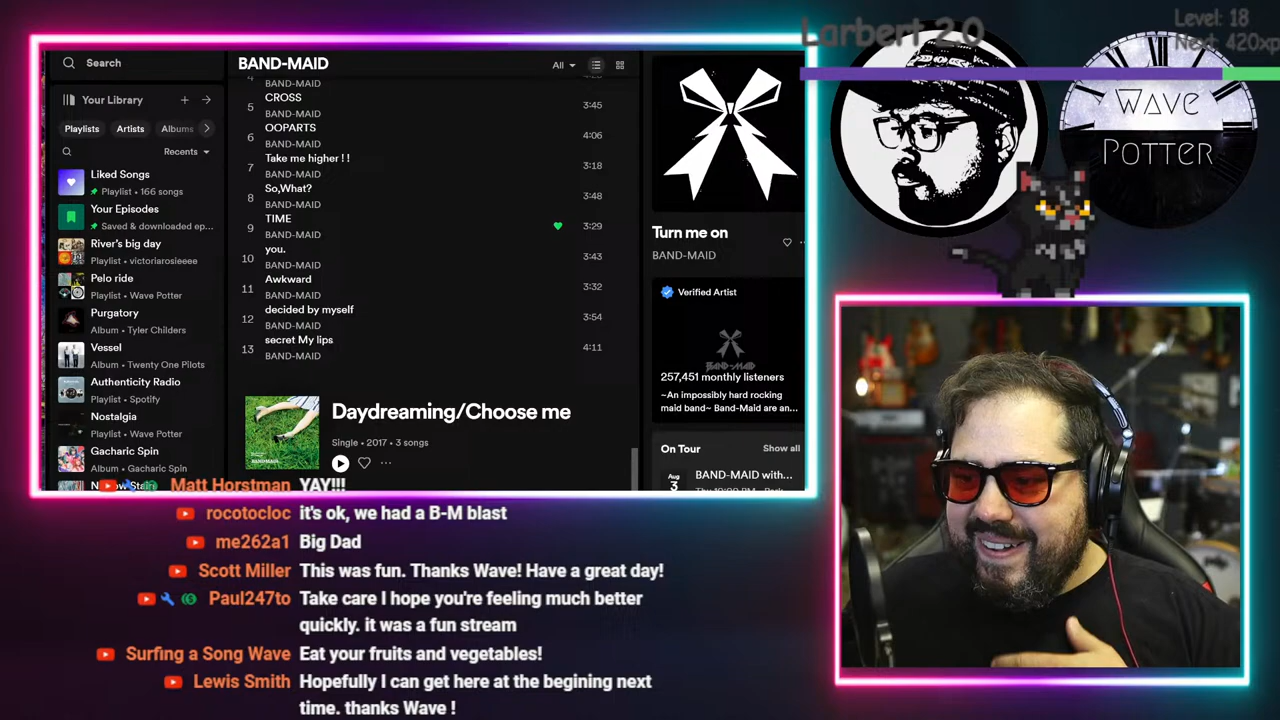 Larbert 2.0
Level: 18
Next: 420xp
WAVE
POTTER
Search
Your Library
Playlists
Artists
Albums
Recents
Liked Songs
Playlist • 166 songs
Your Episodes
Saved & downloaded ep...
River's big day
Playlist • victoriarosieeee
Pelo ride
Playlist • Wave Potter
Purgatory
Album • Tyler Childers
Vessel
Album • Twenty One Pilots
Authenticity Radio
Playlist • Spotify
Nostalgia
Playlist • Wave Potter
Gacharic Spin
Album • Gacharic Spin
BAND-MAID
All
BAND-MAID
5 CROSS 3:45
BAND-MAID
6 OOPARTS 4:06
BAND-MAID
7 Take me higher ! ! 3:18
BAND-MAID
8 So,What? 3:48
BAND-MAID
9 TIME 3:29
BAND-MAID
10 you. 3:43
BAND-MAID
11 Awkward 3:32
BAND-MAID
12 decided by myself 3:54
BAND-MAID
13 secret My lips 4:11
BAND-MAID
Daydreaming/Choose me
Single • 2017 • 3 songs
Turn me on
BAND-MAID
Verified Artist
BAND-MAID
257,451 monthly listeners
~An impossibly hard rocking
maid band~ Band-Maid are an...
On Tour
Show all
Aug
3
BAND-MAID with...
Matt Horstman YAY!!!
rocotocloc it's ok, we had a B-M blast
me262a1 Big Dad
Scott Miller This was fun. Thanks Wave! Have a great day!
Paul247to Take care I hope you're feeling much better
quickly. it was a fun stream
Surfing a Song Wave Eat your fruits and vegetables!
Lewis Smith Hopefully I can get here at the begining next
time. thanks Wave !